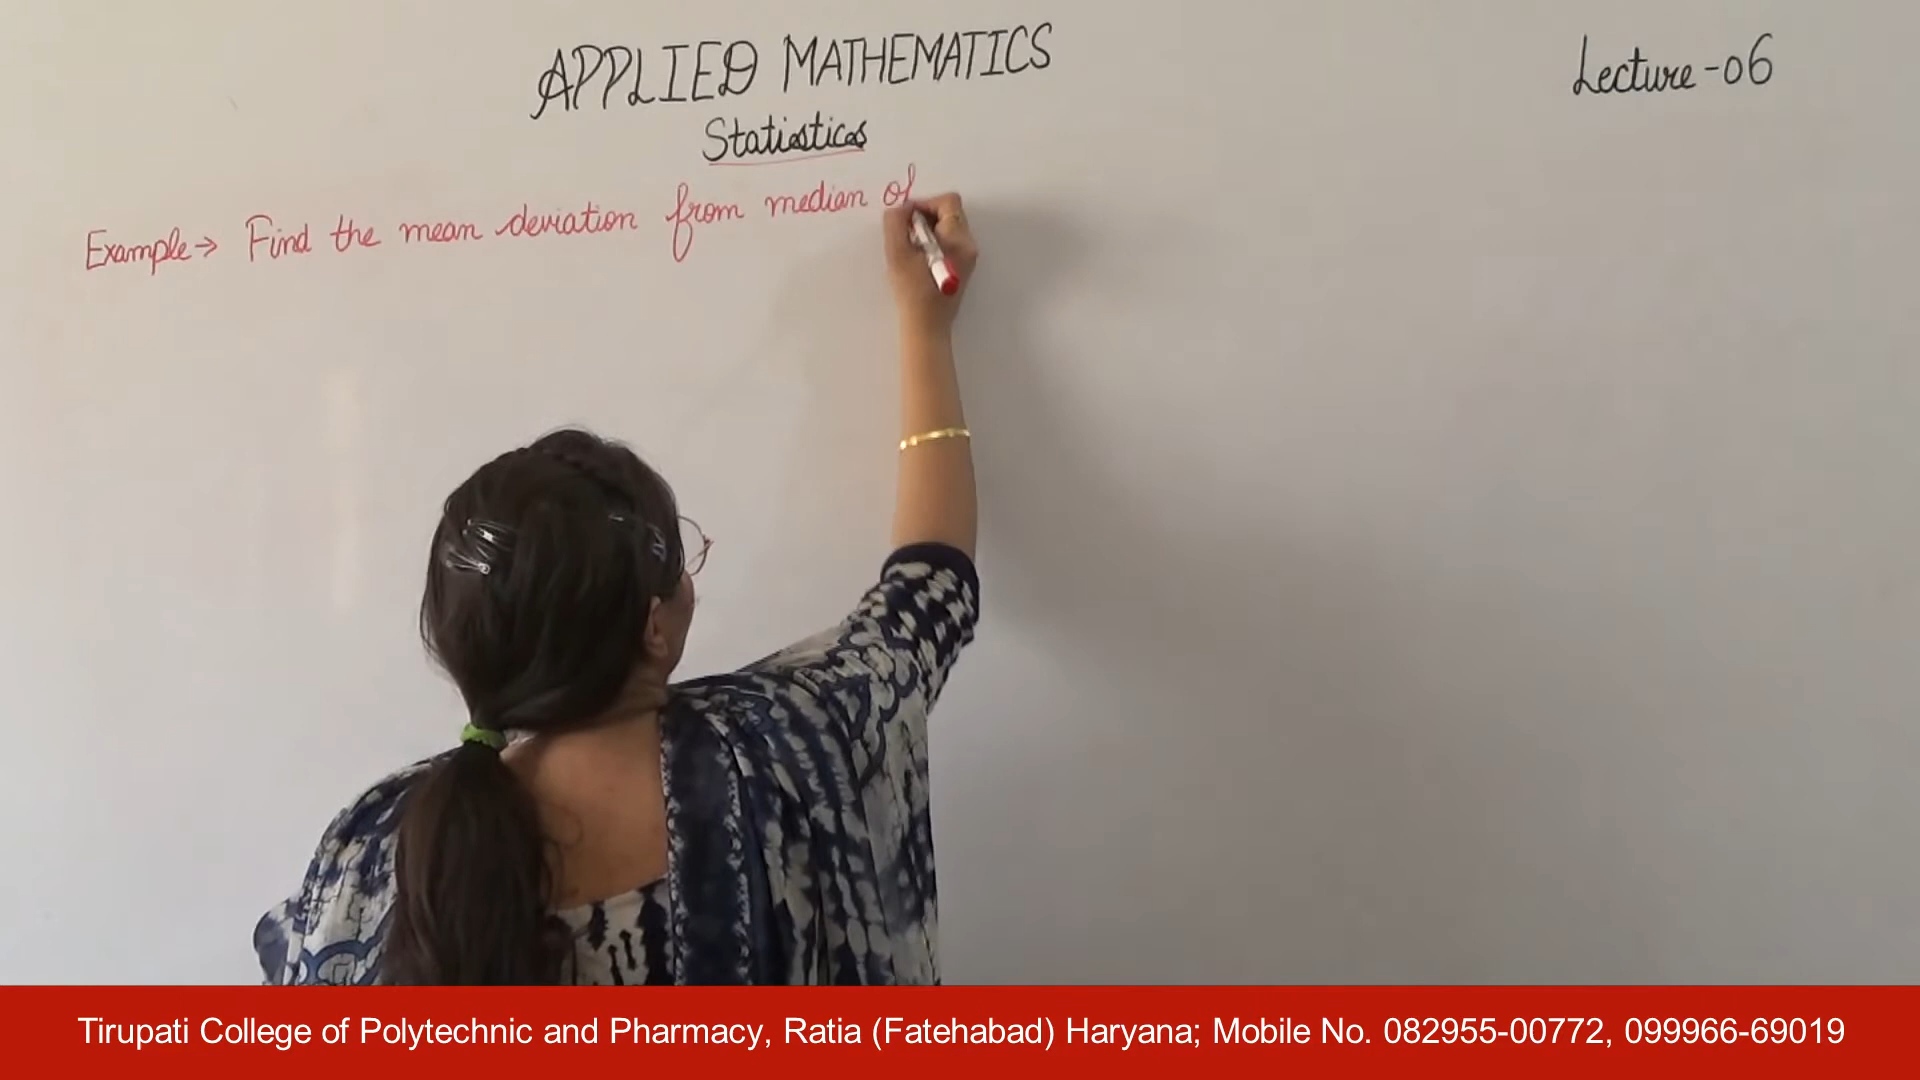 APPLIED MATHEMATICS
Lecture-06
Statistics
Example→ Find the mean deviation from median of
Tirupati College of Polytechnic and Pharmacy, Ratia (Fatehabad) Haryana; Mobile No. 082955-00772, 099966-69019